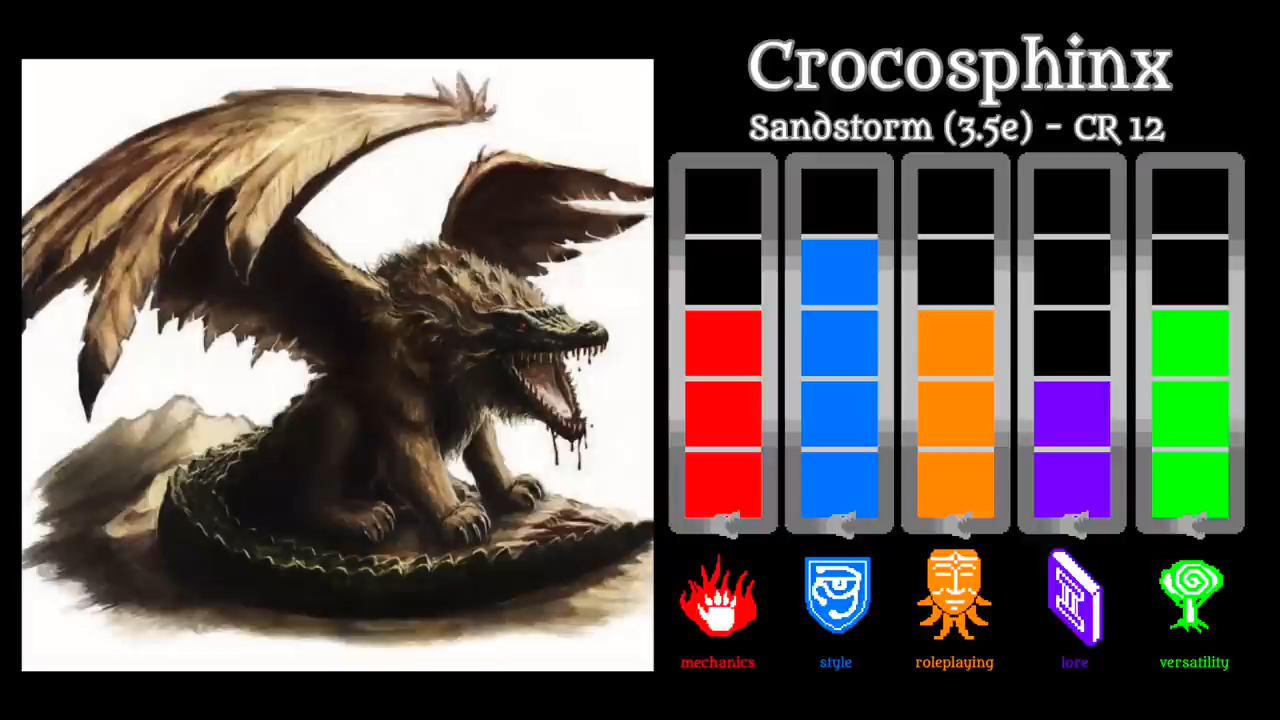 Crocosphinx
Sandstorm (3.5e) - CR 12
mechanics
style
roleplaying
lore
versatility